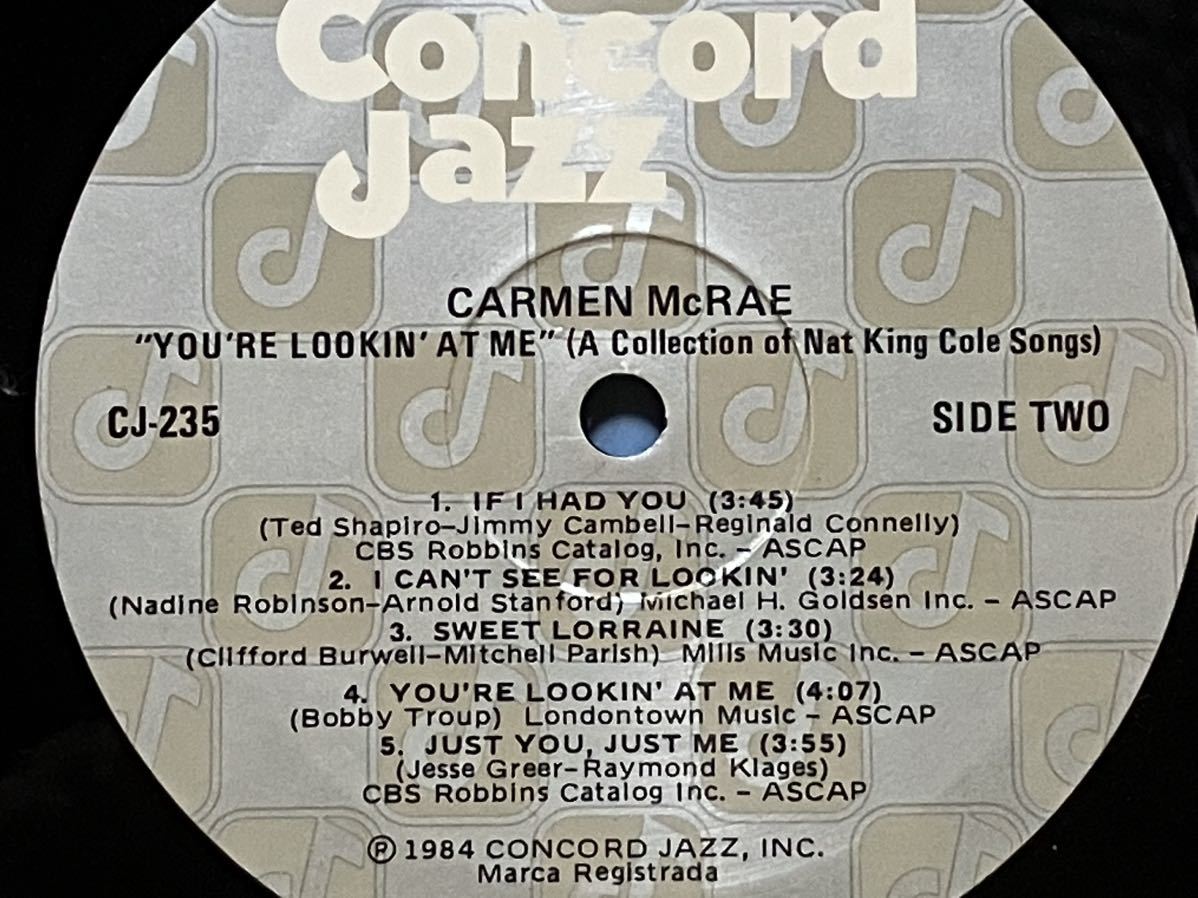 Concord
Jazz
CARMEN McRAE
"YOU'RE LOOKIN' AT ME" (A Collection of Nat King Cole Songs)
CJ-235
SIDE TWO
1. IF I HAD YOU (3:45)
(Ted Shapiro-Jimmy Cambell-Reginald Connelly)
CBS Robbins Catalog, Inc. - ASCAP
2. I CAN'T SEE FOR LOOKIN' (3:24)
(Nadine Robinson-Arnold Stanford) Michael H. Goldsen Inc. - ASCAP
3. SWEET LORRAINE (3:30)
(Clifford Burwell-Mitchell Parish) Mills Music Inc. - ASCAP
4. YOU'RE LOOKIN' AT ME (4:07)
(Bobby Troup) Londontown Music - ASCAP
5. JUST YOU, JUST ME (3:55)
(Jesse Greer-Raymond Klages)
CBS Robbins Catalog Inc. - ASCAP
℗ 1984 CONCORD JAZZ, INC.
Marca Registrada